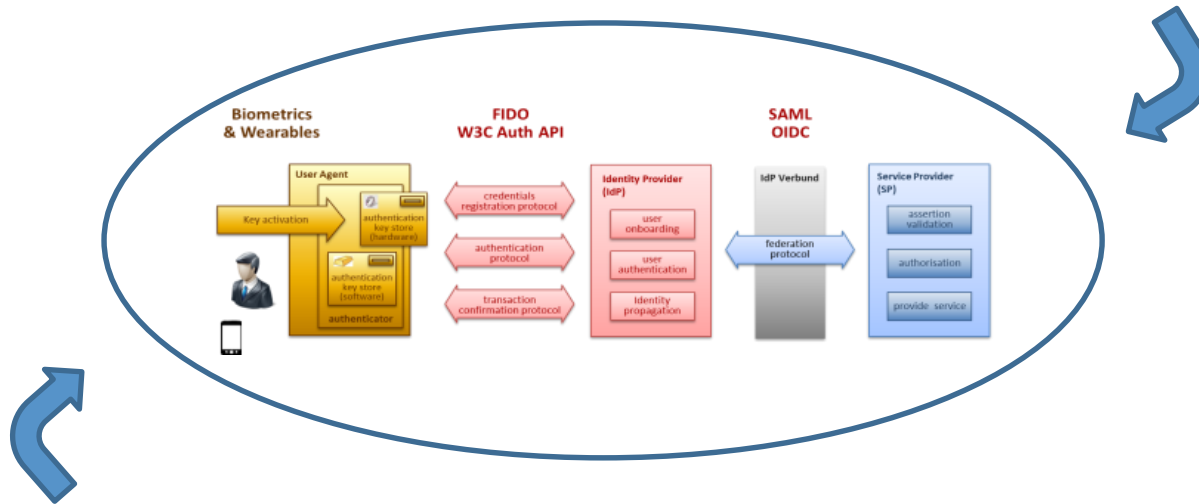 Biometrics
& Wearables
FIDO
W3C Auth API
SAML
OIDC
User Agent
Key activation
authentication
key store
(hardware)
authentication
key store
(software)
authenticator
credentials
registration protocol
authentication
protocol
transaction
confirmation protocol
Identity Provider
(IdP)
user
onboarding
user
authentication
Identity
propagation
IdP Verbund
federation
protocol
Service Provider
(SP)
assertion
validation
authorisation
provide service